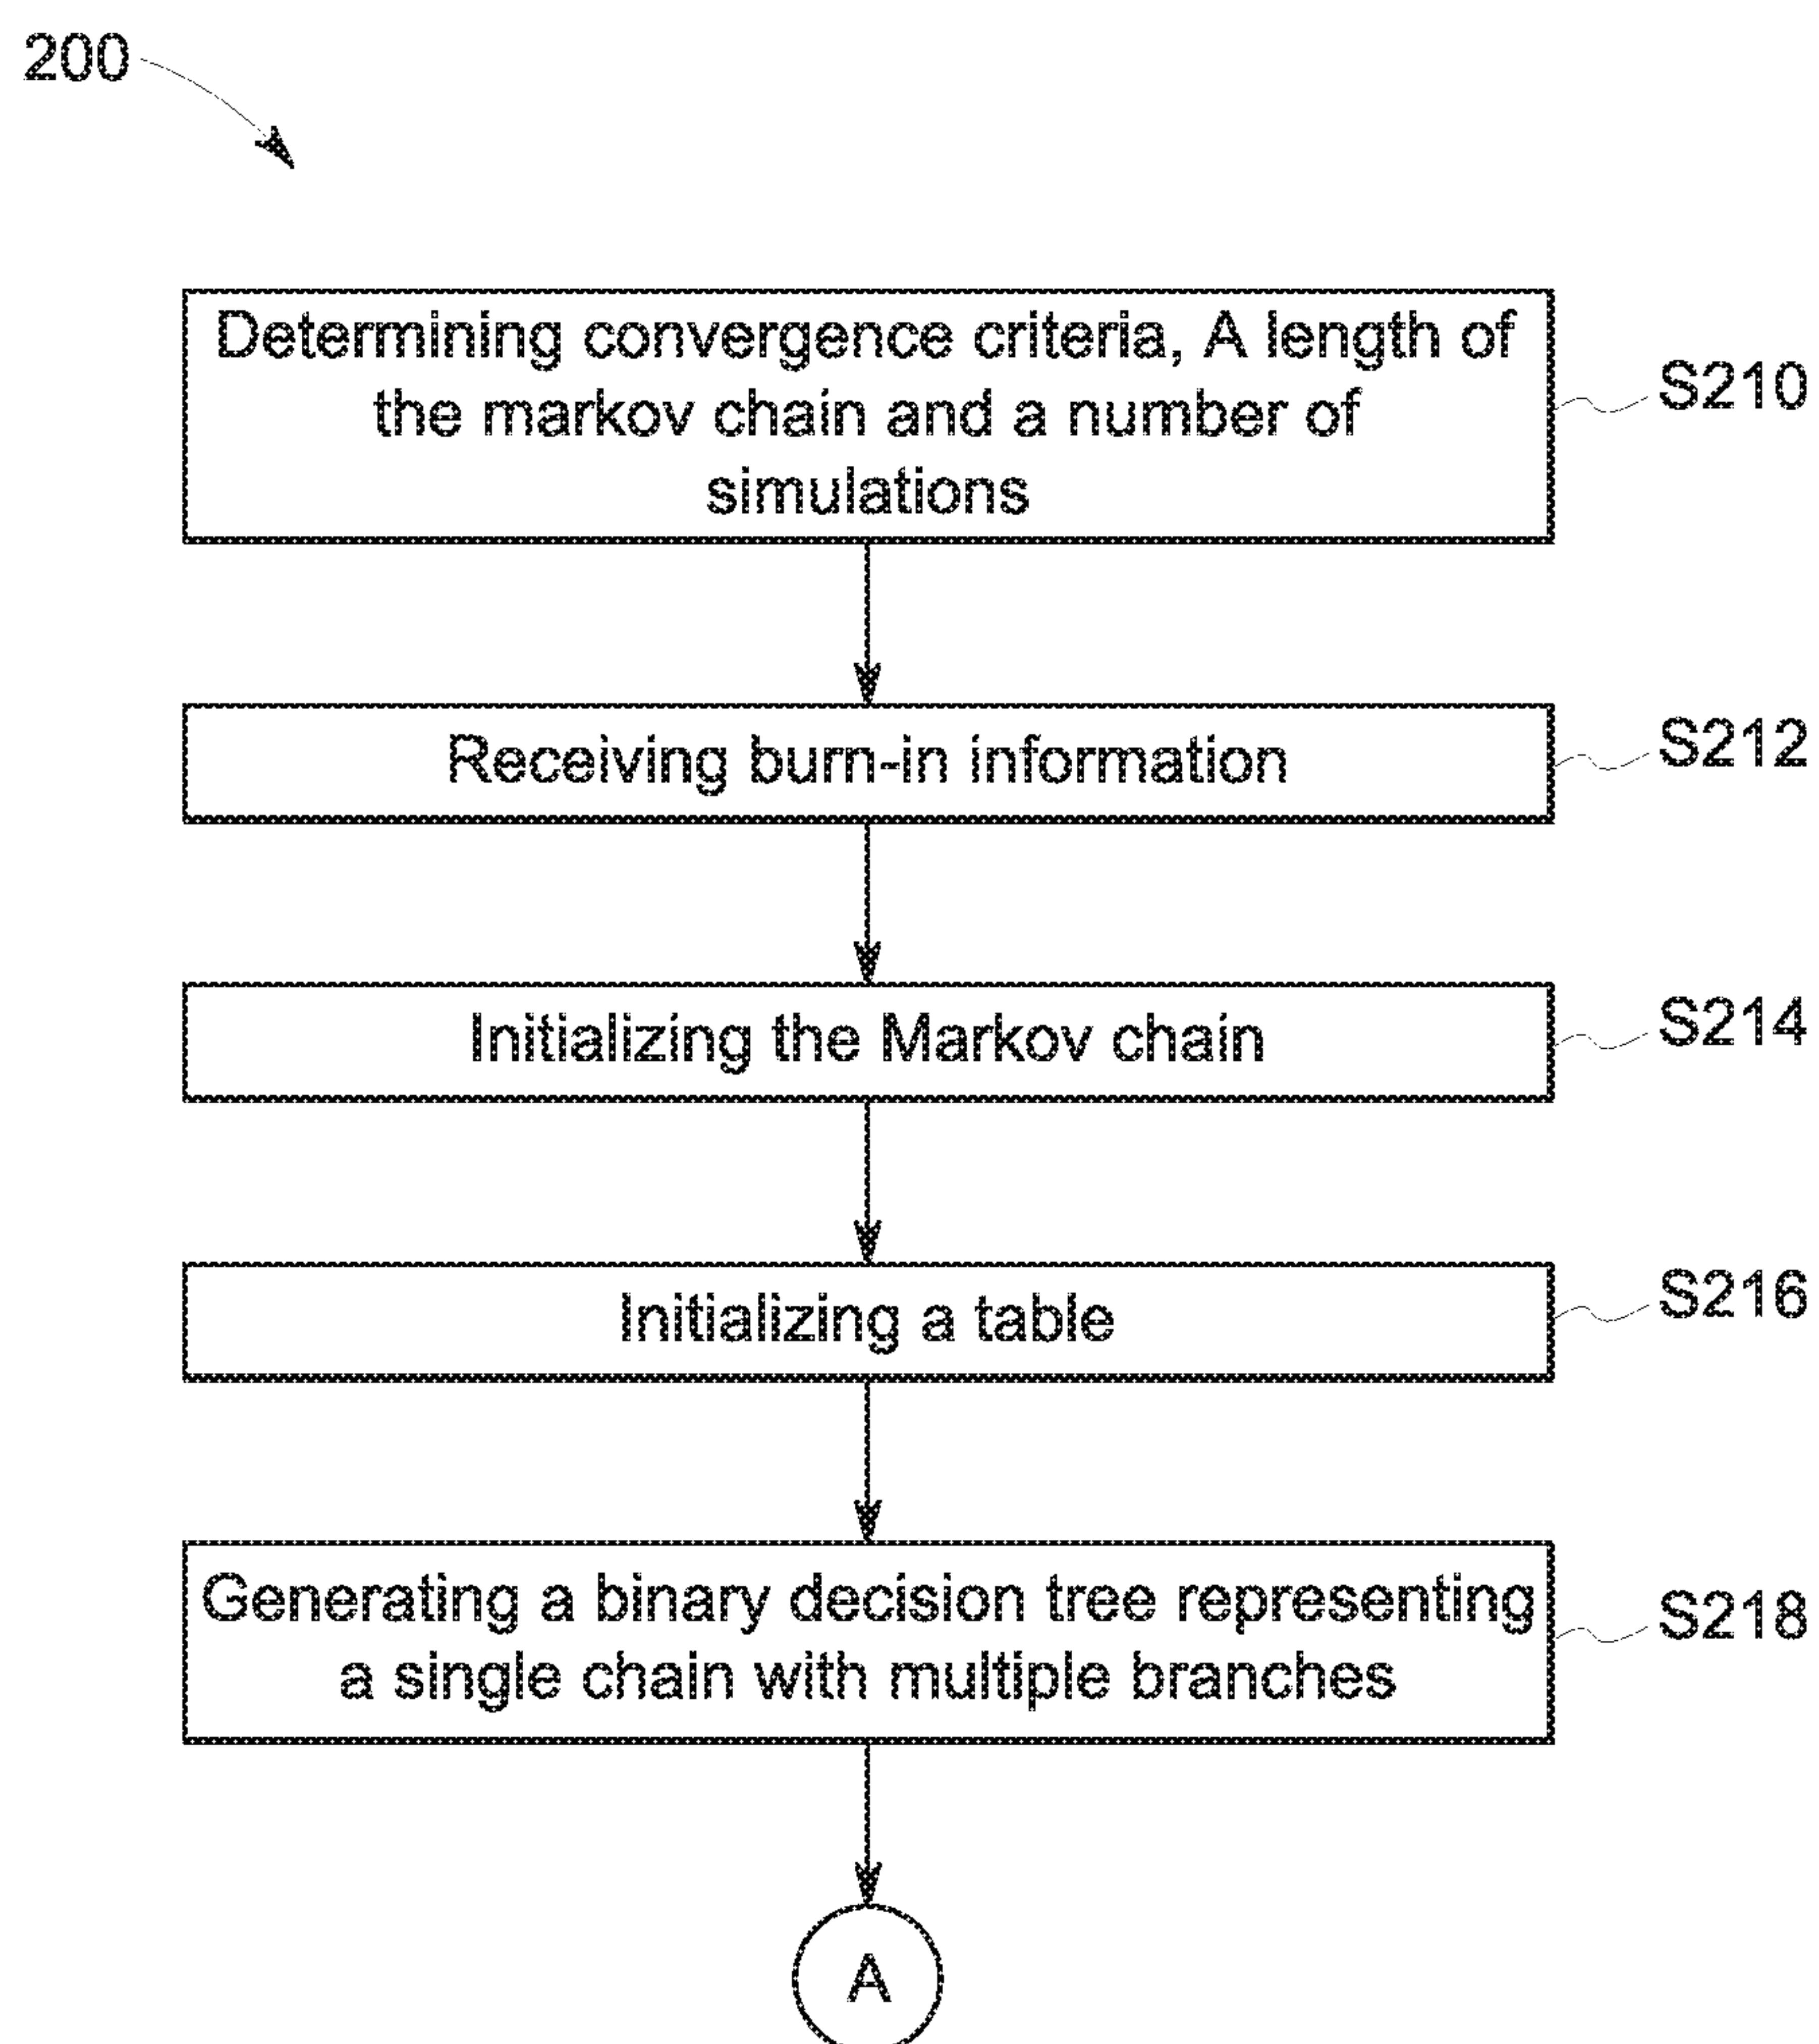 200
Determining convergence criteria, A length of
the markov chain and a number of
simulations
S210
Receiving burn-in information
S212
Initializing the Markov chain
S214
Initializing a table
S216
Generating a binary decision tree representing
a single chain with multiple branches
S218
A